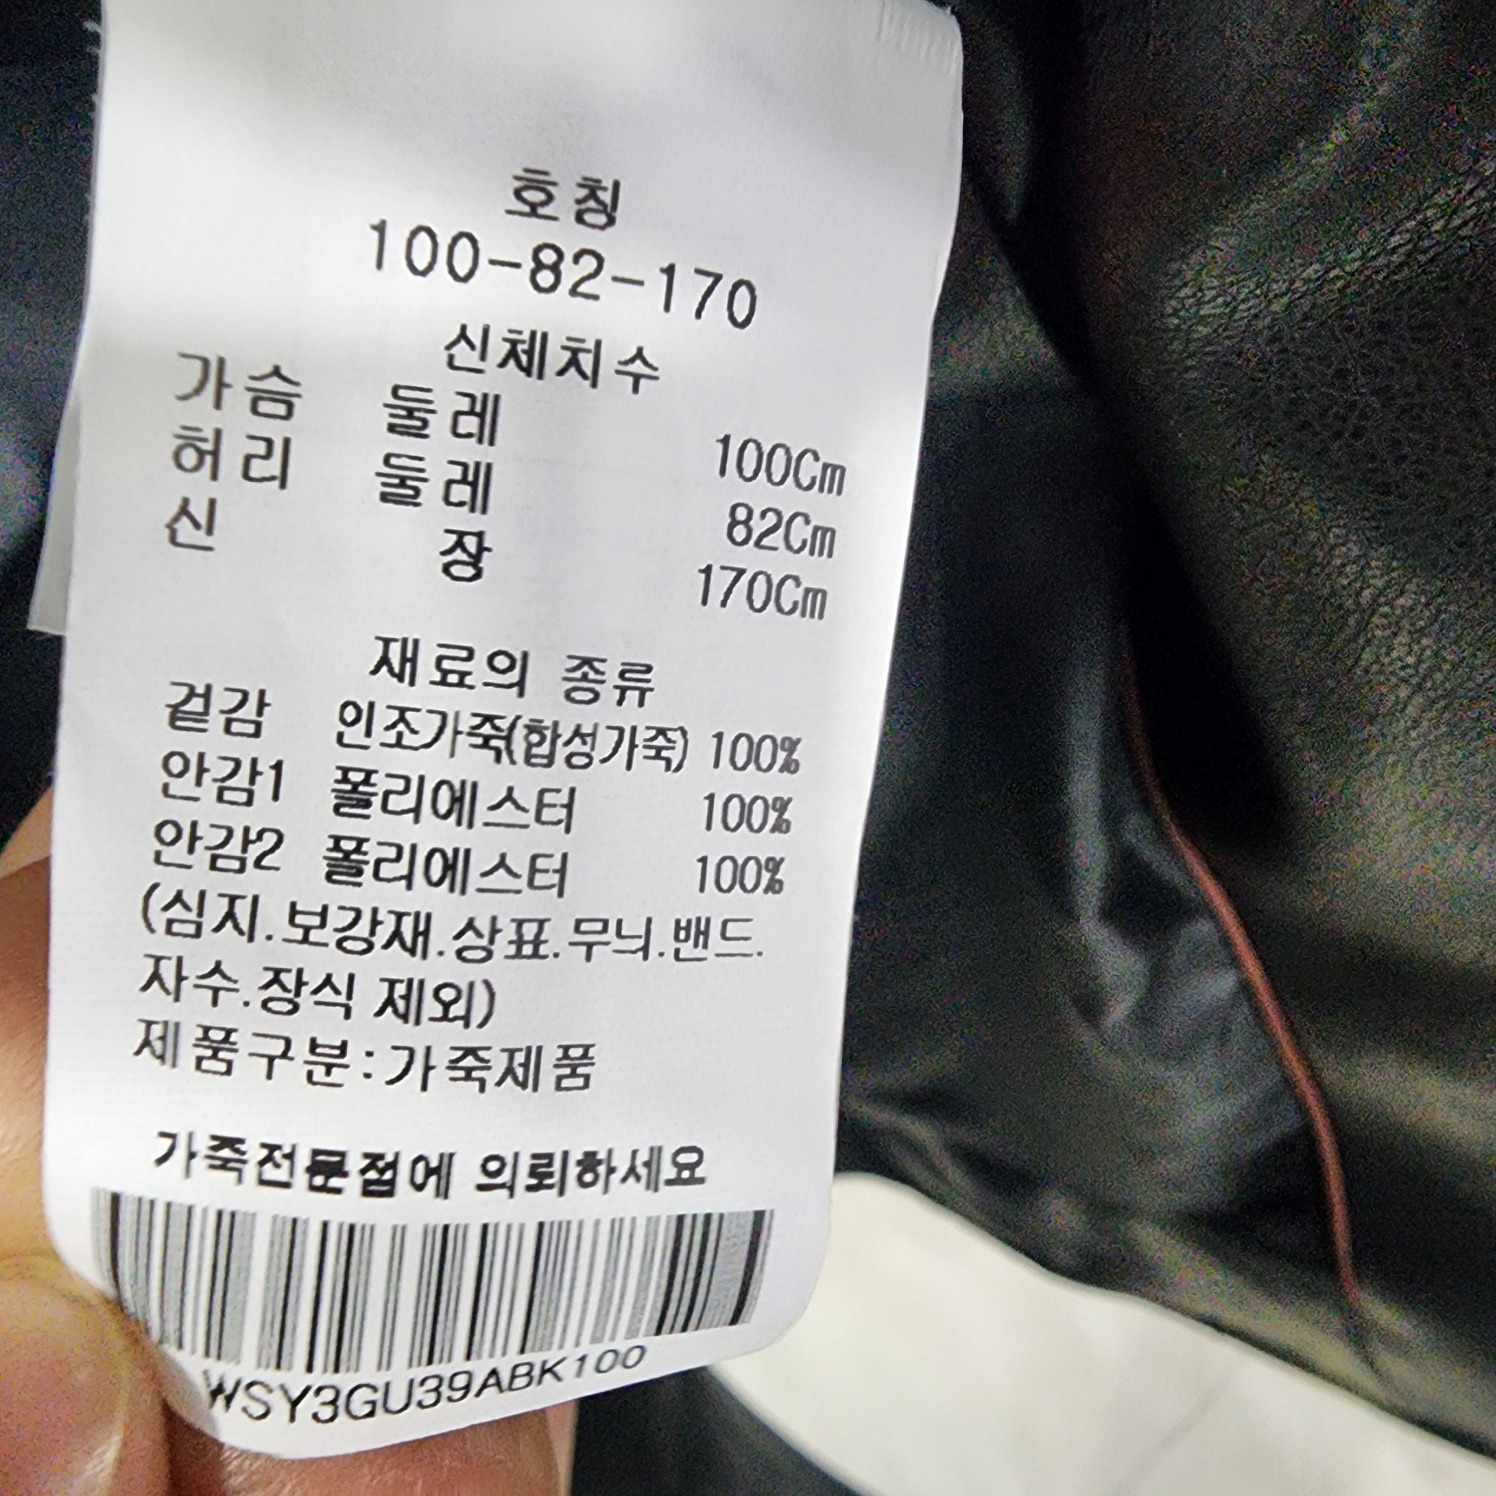 호칭
100-82-170
신체치수
가슴 둘레 100Cm
허리 둘레 82Cm
신 장 170Cm
재료의 종류
겉감 인조가죽(합성가죽) 100%
안감1 폴리에스터 100%
안감2 폴리에스터 100%
(심지.보강재.상표.무늬.밴드.
자수.장식 제외)
제품구분:가죽제품
가죽전문점에 의뢰하세요
WSY3GU39ABK100